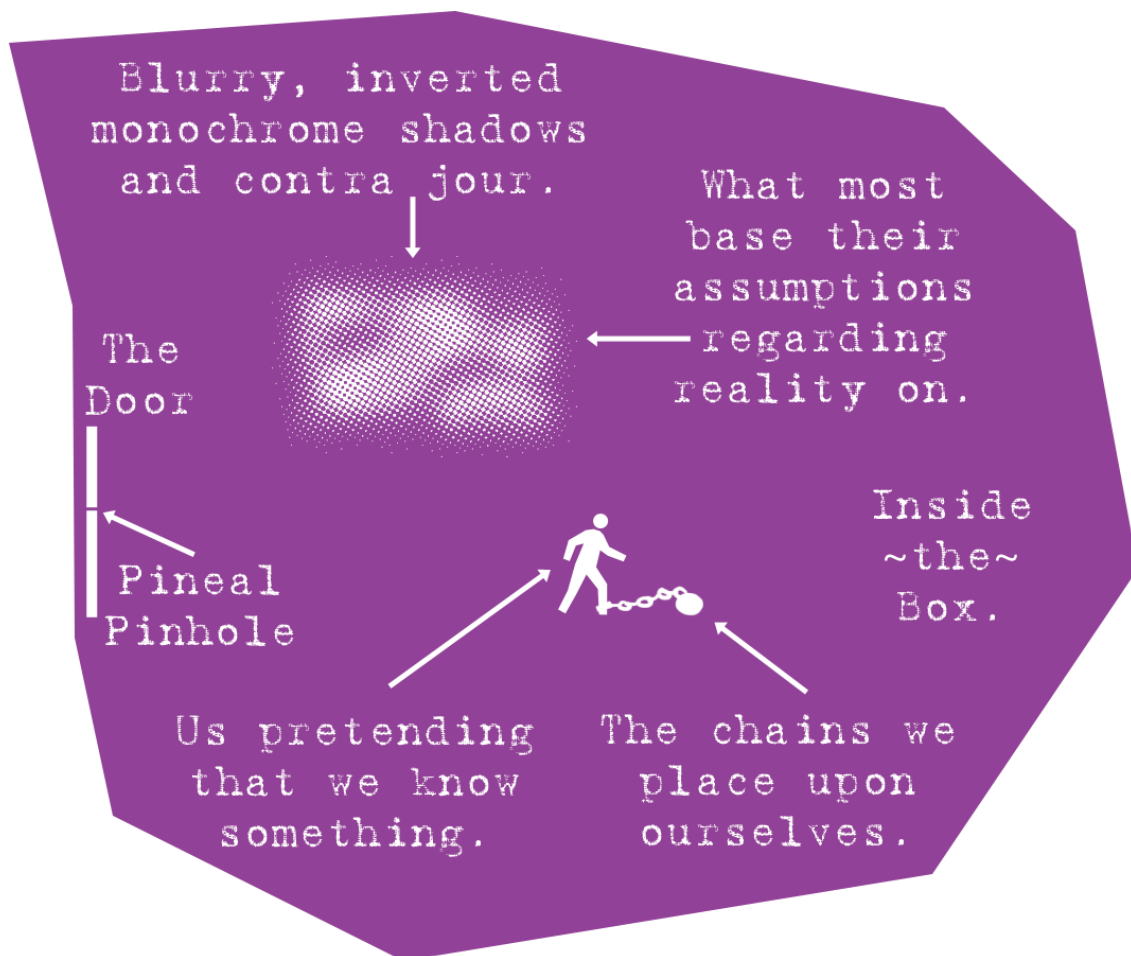 Blurry, inverted
monochrome shadows
and contra jour.
What most
base their
assumptions
regarding
reality on.
The
Door
Pineal
Pinhole
Inside
~the~
Box.
Us pretending
that we know
something.
The chains we
place upon
ourselves.